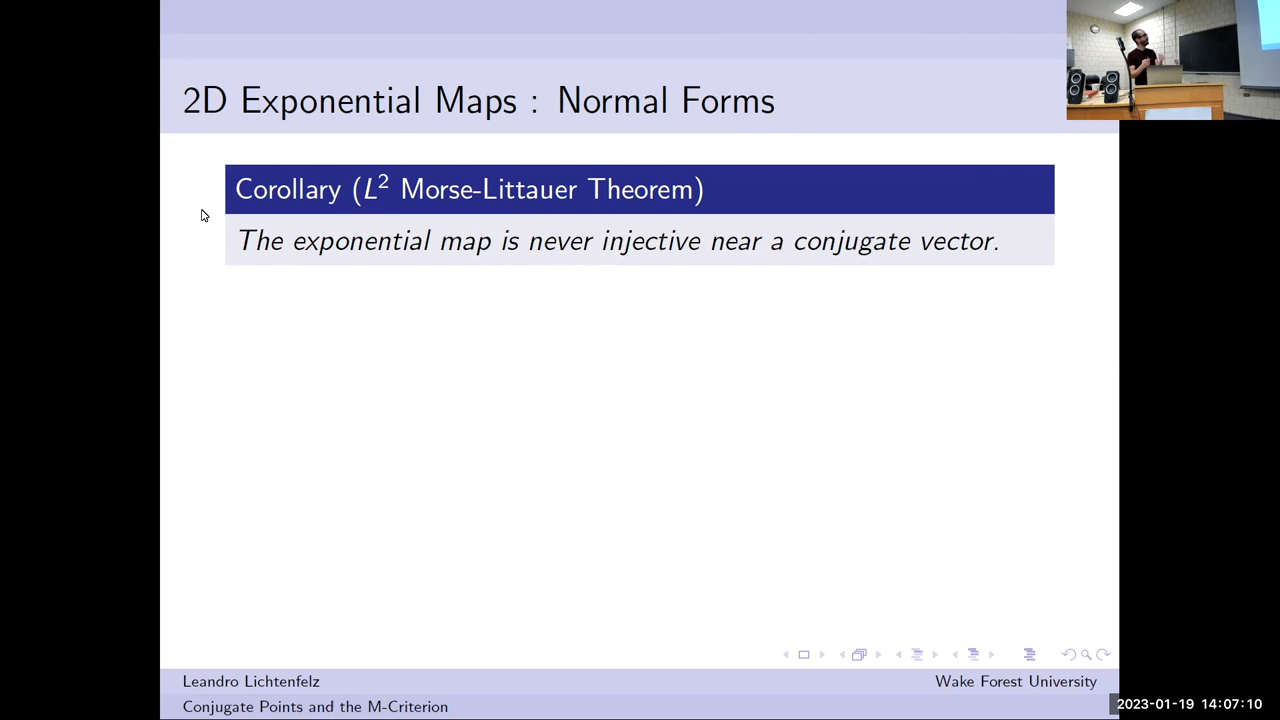 2D Exponential Maps : Normal Forms
Corollary (L² Morse-Littauer Theorem)
The exponential map is never injective near a conjugate vector.
Leandro Lichtenfelz
Wake Forest University
Conjugate Points and the M-Criterion
2023-01-19 14:07:10